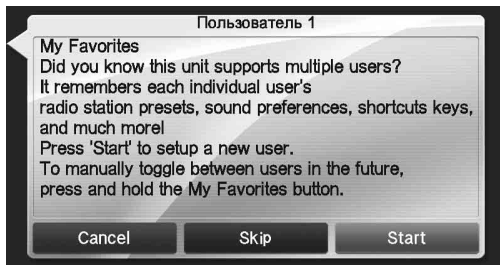 Пользователь 1
My Favorites
Did you know this unit supports multiple users?
It remembers each individual user's
radio station presets, sound preferences, shortcuts keys,
and much more!
Press 'Start' to setup a new user.
To manually toggle between users in the future,
press and hold the My Favorites button.
Cancel
Skip
Start